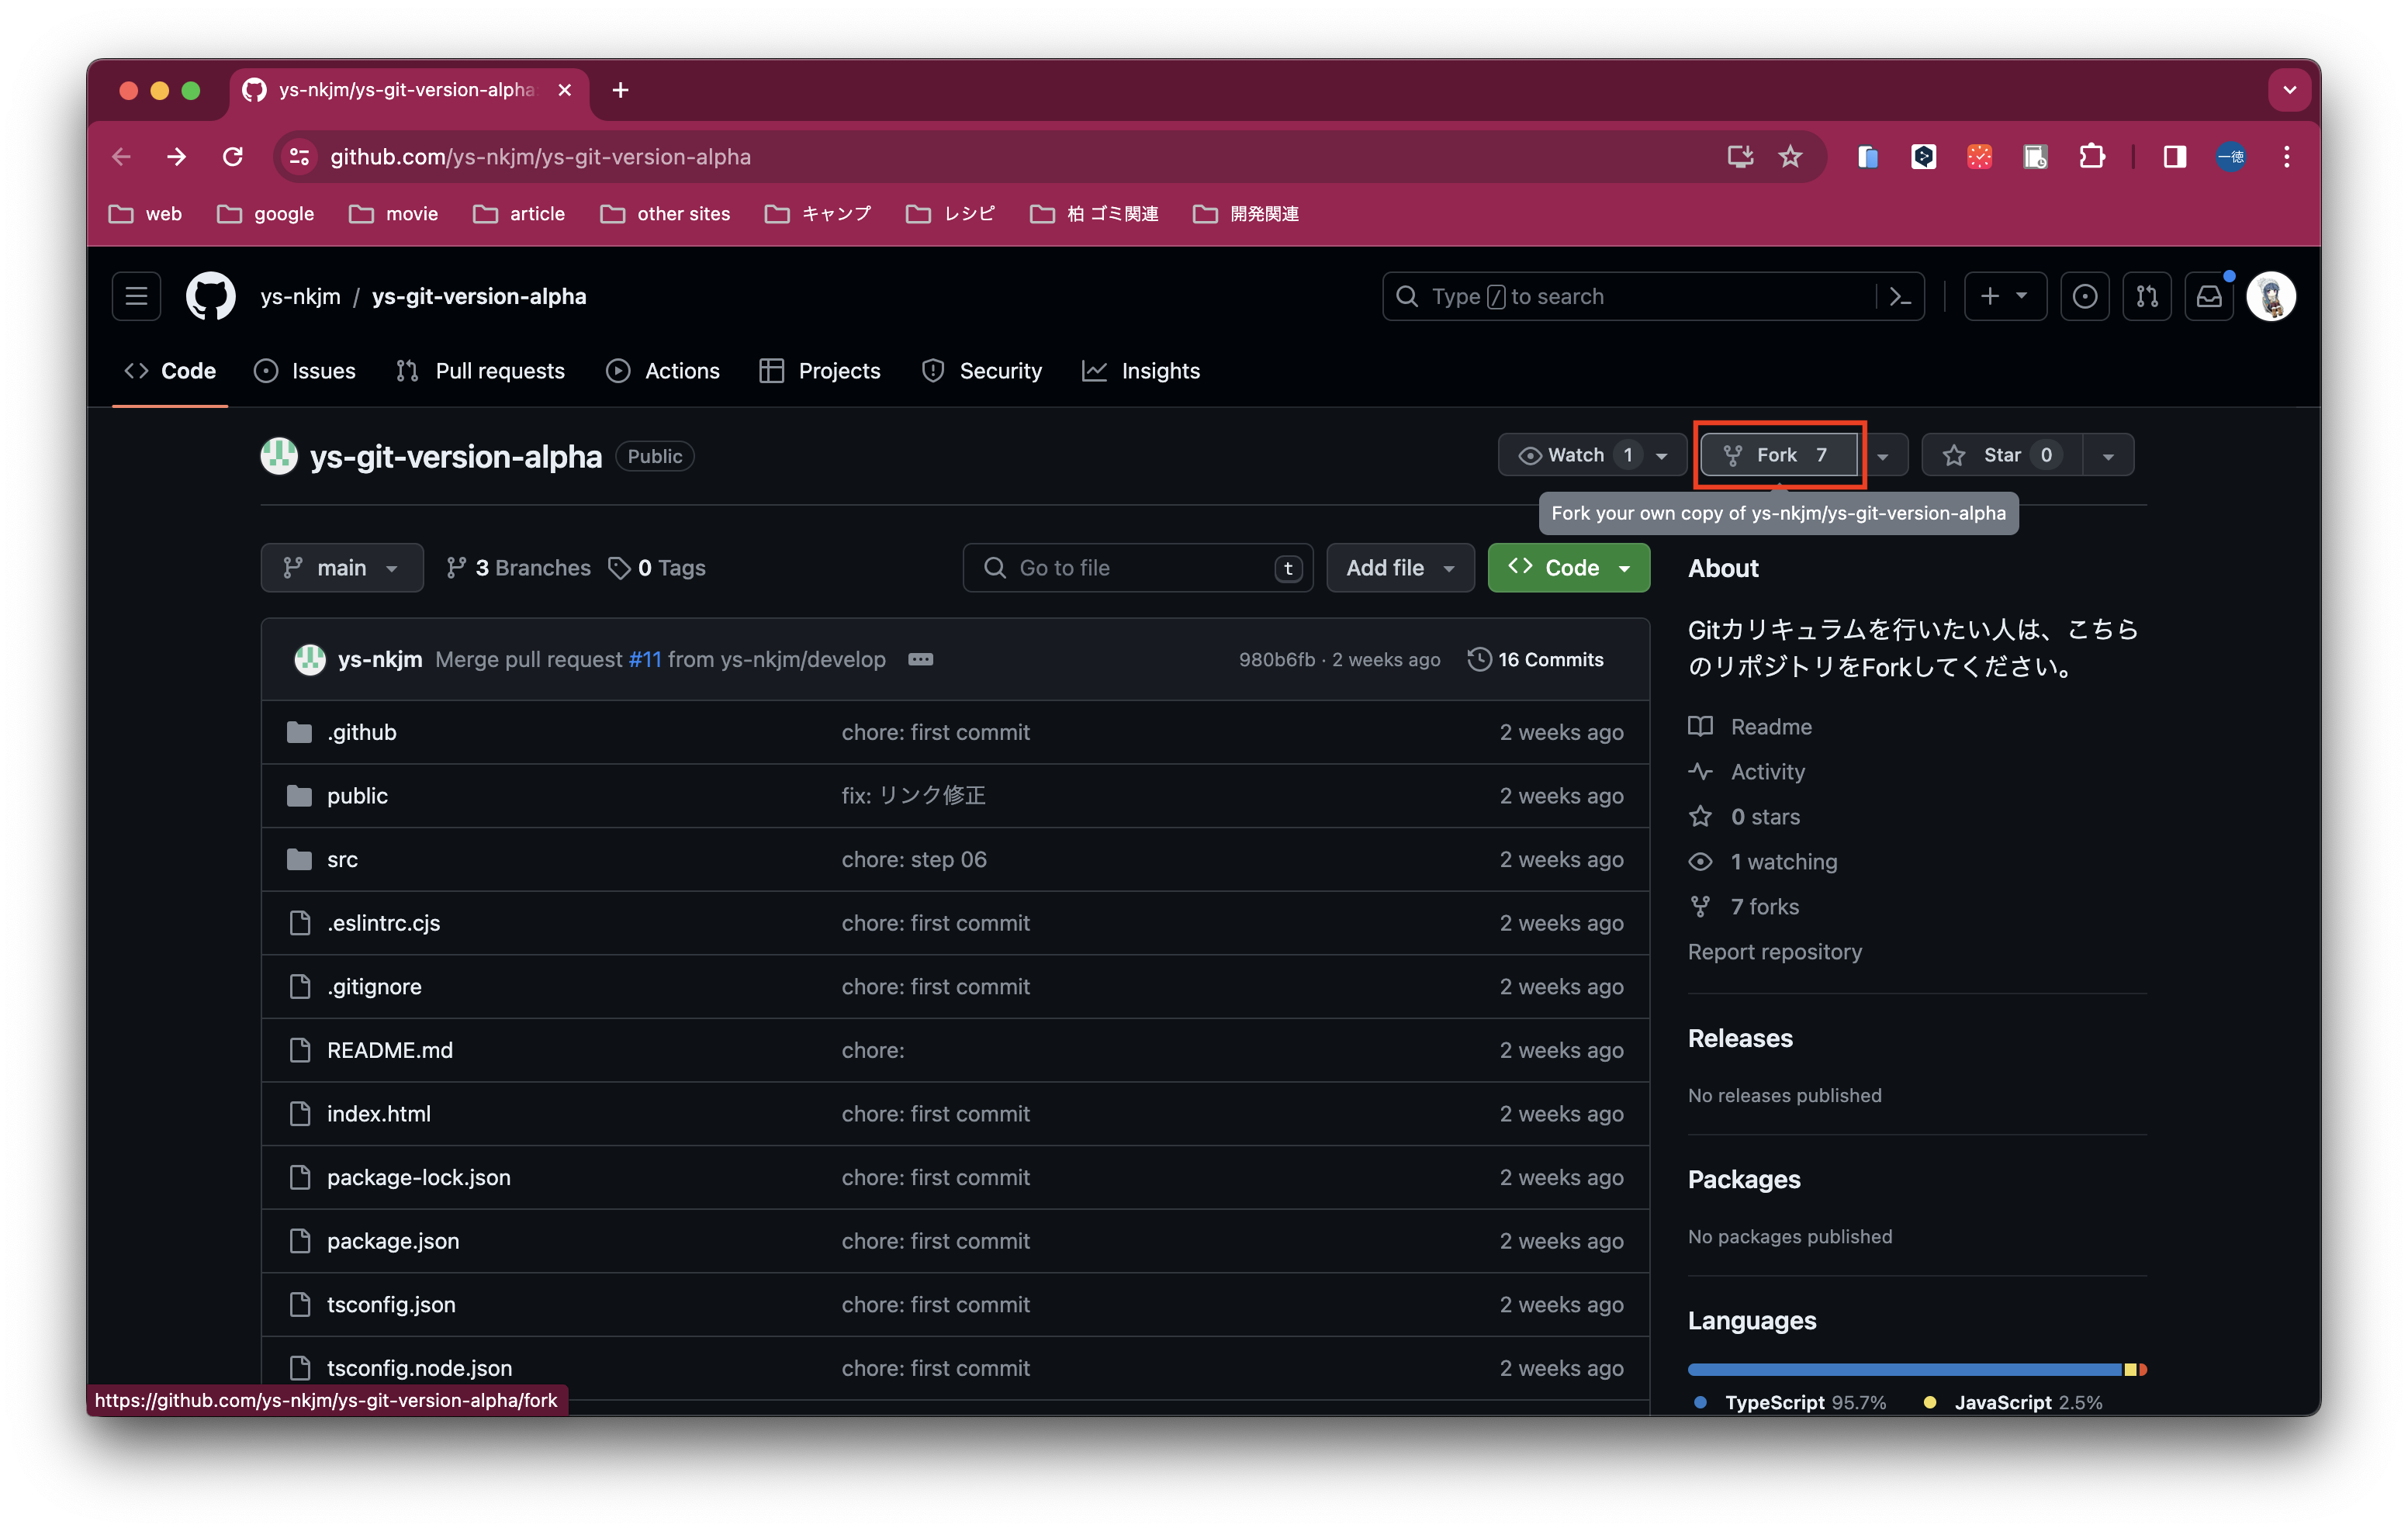 ys-nkjm/ys-git-version-alpha
github.com/ys-nkjm/ys-git-version-alpha
一徳
web google movie article other sites キャンプ レシピ 柏 ゴミ関連 開発関連
ys-nkjm / ys-git-version-alpha
Type / to search
Code Issues Pull requests Actions Projects Security Insights
ys-git-version-alpha Public
Watch 1 Fork 7 Star 0
Fork your own copy of ys-nkjm/ys-git-version-alpha
main 3 Branches 0 Tags
Go to file t Add file Code
ys-nkjm Merge pull request #11 from ys-nkjm/develop 980b6fb · 2 weeks ago 16 Commits
.github chore: first commit 2 weeks ago
public fix: リンク修正 2 weeks ago
src chore: step 06 2 weeks ago
.eslintrc.cjs chore: first commit 2 weeks ago
.gitignore chore: first commit 2 weeks ago
README.md chore: 2 weeks ago
index.html chore: first commit 2 weeks ago
package-lock.json chore: first commit 2 weeks ago
package.json chore: first commit 2 weeks ago
tsconfig.json chore: first commit 2 weeks ago
tsconfig.node.json chore: first commit 2 weeks ago
https://github.com/ys-nkjm/ys-git-version-alpha/fork
About
Gitカリキュラムを行いたい人は、こちら
のリポジトリをForkしてください。
Readme
Activity
0 stars
1 watching
7 forks
Report repository
Releases
No releases published
Packages
No packages published
Languages
TypeScript 95.7% JavaScript 2.5%